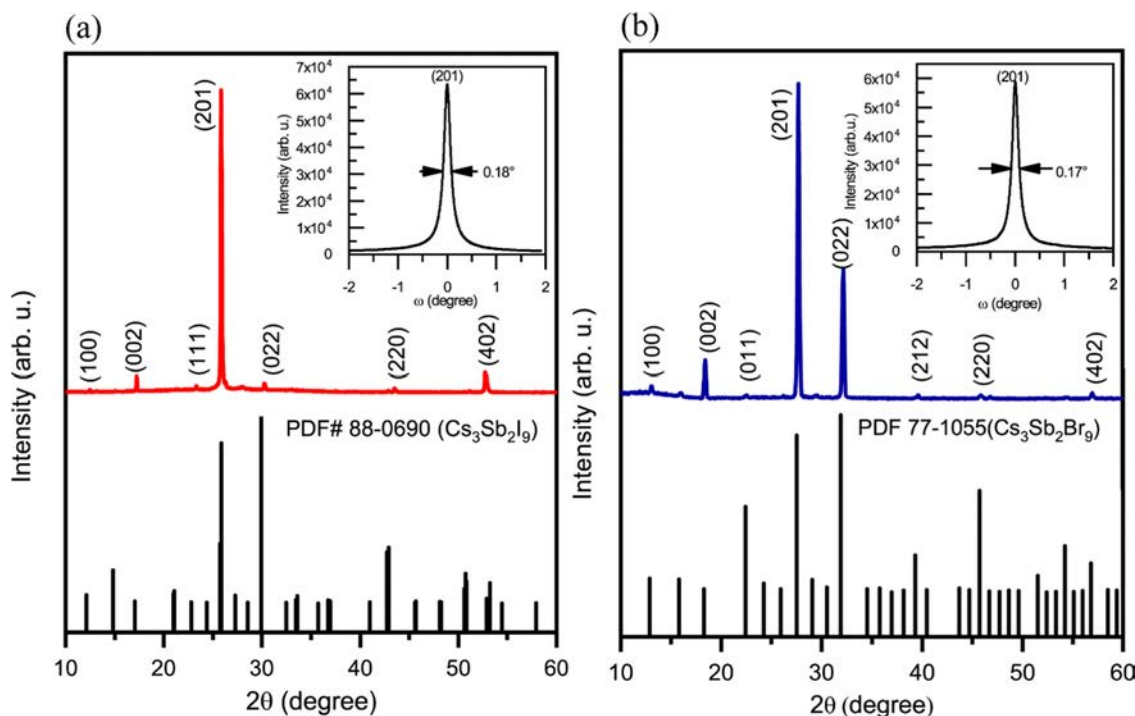 (a)
Intensity (arb. u.)
(100)
(002)
(111)
(201)
(022)
(220)
(402)
Intensity (arb. u.)
7x10⁴
6x10⁴
5x10⁴
4x10⁴
3x10⁴
2x10⁴
1x10⁴
0
(201)
0.18°
-2 -1 0 1 2
ω (degree)
PDF# 88-0690 (Cs₃Sb₂I₉)
10 20 30 40 50 60
2θ (degree)
(b)
Intensity (arb. u.)
(100)
(002)
(011)
(201)
(022)
(212)
(220)
(402)
Intensity (arb.u.)
6x10⁴
5x10⁴
4x10⁴
3x10⁴
2x10⁴
1x10⁴
0
(201)
0.17°
-2 -1 0 1 2
ω (degree)
PDF 77-1055(Cs₃Sb₂Br₉)
10 20 30 40 50 60
2θ (degree)